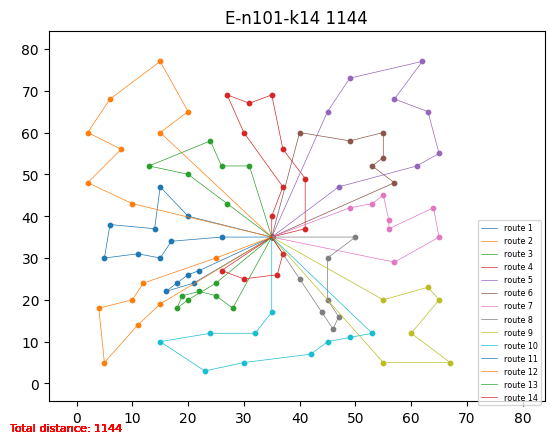 E-n101-k14 1144
80
70
60
50
40
30
20
10
0
0 10 20 30 40 50 60 70 80
route 1
route 2
route 3
route 4
route 5
route 6
route 7
route 8
route 9
route 10
route 11
route 12
route 13
route 14
Total distance: 1144